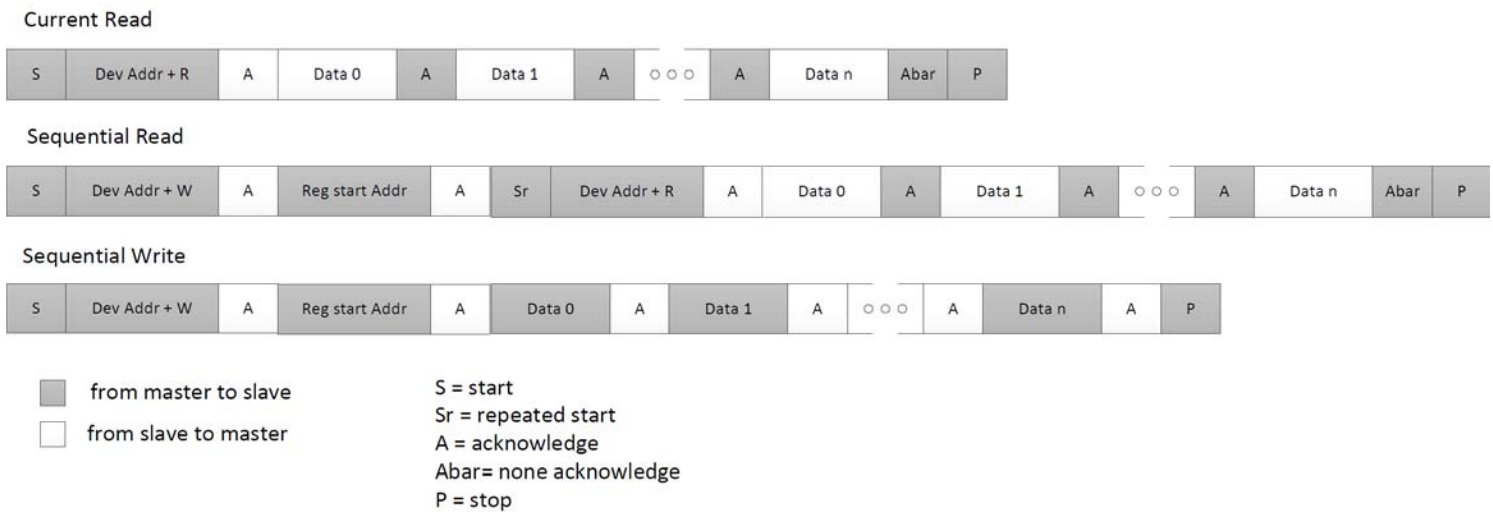 Current Read
S Dev Addr + R A Data 0 A Data 1 A ○ ○ ○ A Data n Abar P
Sequential Read
S Dev Addr + W A Reg start Addr A Sr Dev Addr + R A Data 0 A Data 1 A ○ ○ ○ A Data n Abar P
Sequential Write
S Dev Addr + W A Reg start Addr A Data 0 A Data 1 A ○ ○ ○ A Data n A P
from master to slave
from slave to master
S = start
Sr = repeated start
A = acknowledge
Abar= none acknowledge
P = stop